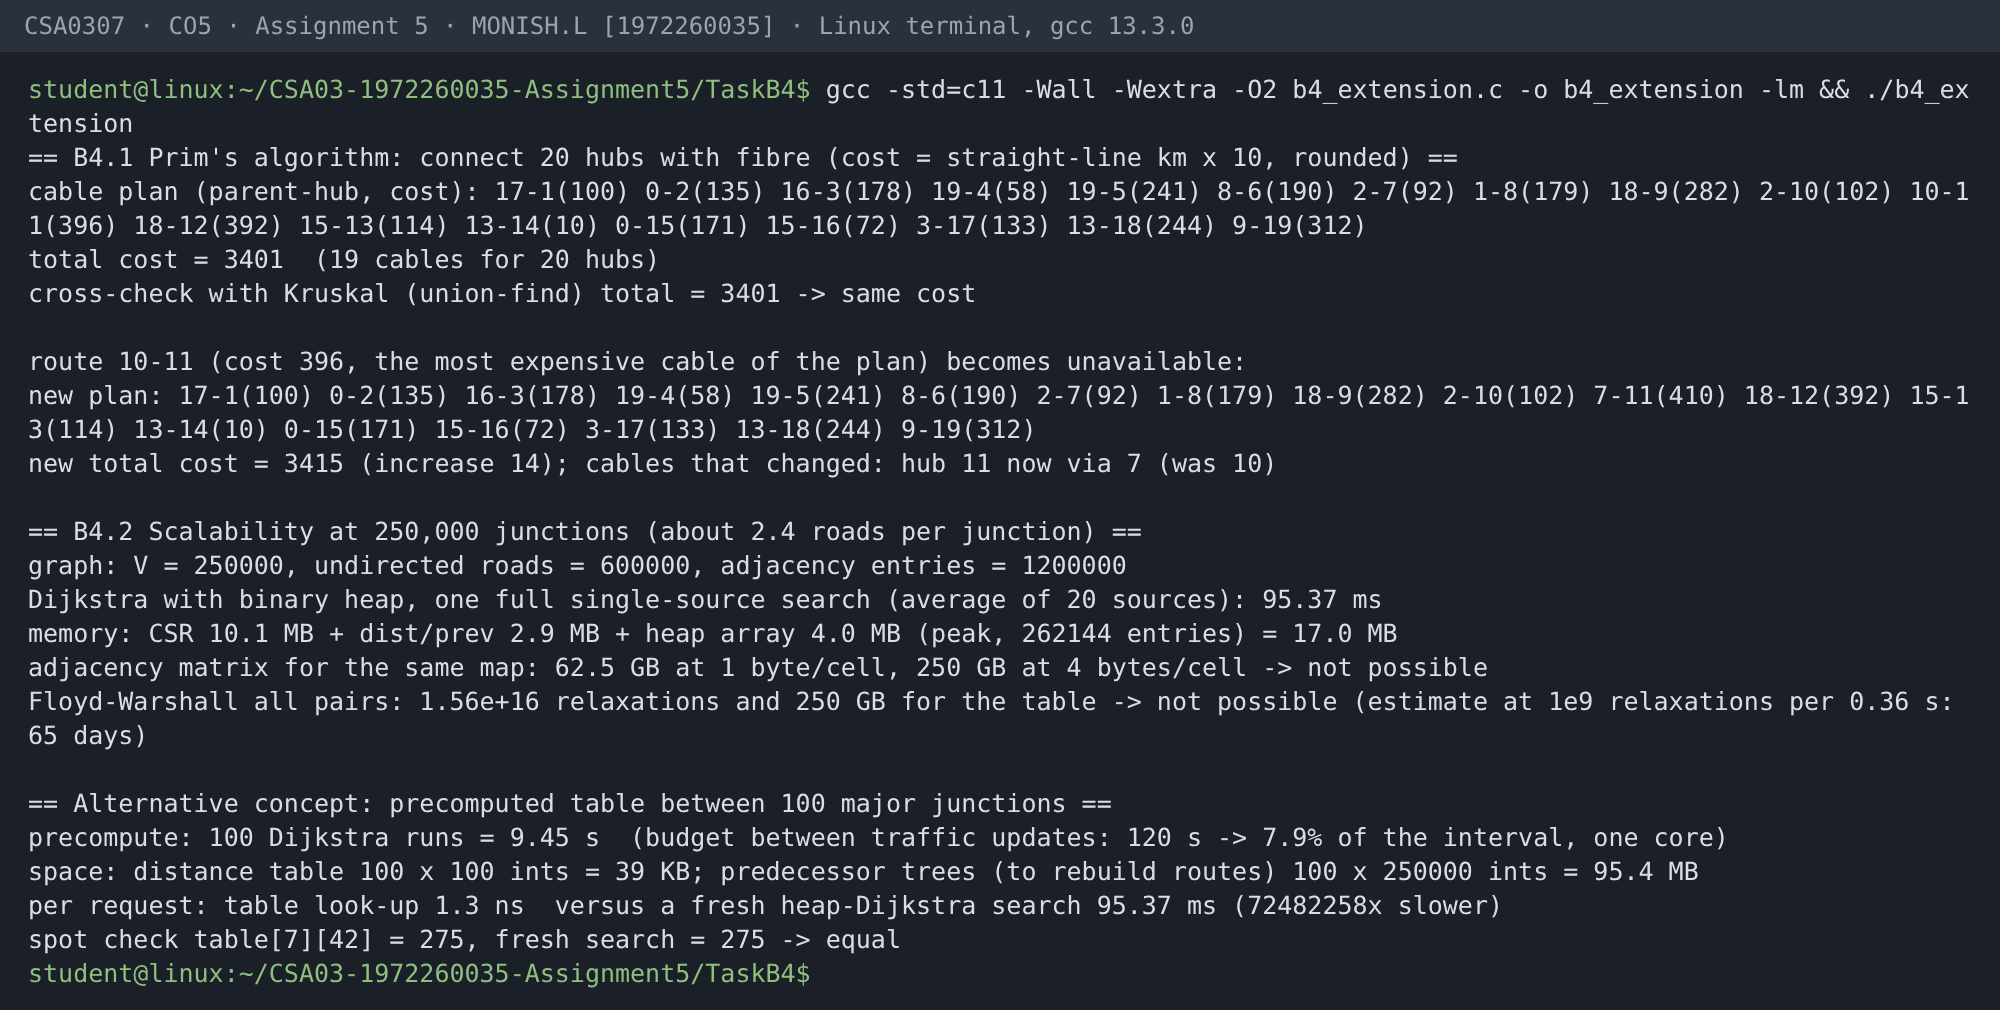 CSA0307 · CO5 · Assignment 5 · MONISH.L [1972260035] · Linux terminal, gcc 13.3.0
student@linux:~/CSA03-1972260035-Assignment5/TaskB4$ gcc -std=c11 -Wall -Wextra -O2 b4_extension.c -o b4_extension -lm && ./b4_ex
tension
== B4.1 Prim's algorithm: connect 20 hubs with fibre (cost = straight-line km x 10, rounded) ==
cable plan (parent-hub, cost): 17-1(100) 0-2(135) 16-3(178) 19-4(58) 19-5(241) 8-6(190) 2-7(92) 1-8(179) 18-9(282) 2-10(102) 10-1
1(396) 18-12(392) 15-13(114) 13-14(10) 0-15(171) 15-16(72) 3-17(133) 13-18(244) 9-19(312)
total cost = 3401  (19 cables for 20 hubs)
cross-check with Kruskal (union-find) total = 3401 -> same cost
route 10-11 (cost 396, the most expensive cable of the plan) becomes unavailable:
new plan: 17-1(100) 0-2(135) 16-3(178) 19-4(58) 19-5(241) 8-6(190) 2-7(92) 1-8(179) 18-9(282) 2-10(102) 7-11(410) 18-12(392) 15-1
3(114) 13-14(10) 0-15(171) 15-16(72) 3-17(133) 13-18(244) 9-19(312)
new total cost = 3415 (increase 14); cables that changed: hub 11 now via 7 (was 10)
== B4.2 Scalability at 250,000 junctions (about 2.4 roads per junction) ==
graph: V = 250000, undirected roads = 600000, adjacency entries = 1200000
Dijkstra with binary heap, one full single-source search (average of 20 sources): 95.37 ms
memory: CSR 10.1 MB + dist/prev 2.9 MB + heap array 4.0 MB (peak, 262144 entries) = 17.0 MB
adjacency matrix for the same map: 62.5 GB at 1 byte/cell, 250 GB at 4 bytes/cell -> not possible
Floyd-Warshall all pairs: 1.56e+16 relaxations and 250 GB for the table -> not possible (estimate at 1e9 relaxations per 0.36 s:
65 days)
== Alternative concept: precomputed table between 100 major junctions ==
precompute: 100 Dijkstra runs = 9.45 s  (budget between traffic updates: 120 s -> 7.9% of the interval, one core)
space: distance table 100 x 100 ints = 39 KB; predecessor trees (to rebuild routes) 100 x 250000 ints = 95.4 MB
per request: table look-up 1.3 ns  versus a fresh heap-Dijkstra search 95.37 ms (72482258x slower)
spot check table[7][42] = 275, fresh search = 275 -> equal
student@linux:~/CSA03-1972260035-Assignment5/TaskB4$